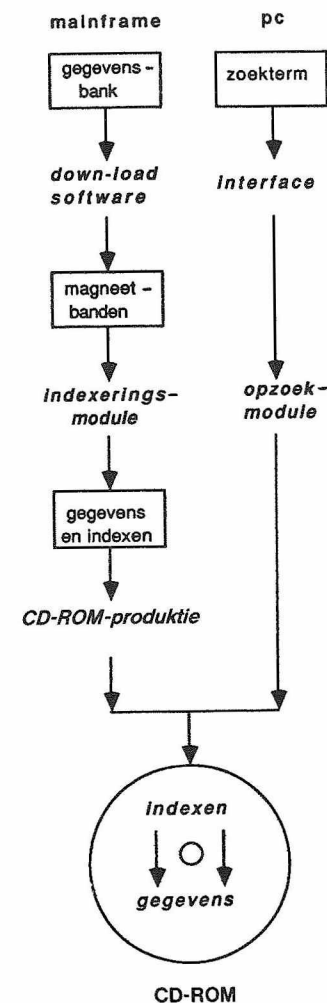 mainframe
pc
gegevens-
bank
zoekterm
down-load
software
interface
magneet-
banden
indexerings-
module
opzoek-
module
gegevens
en indexen
CD-ROM-produktie
indexen
gegevens
CD-ROM